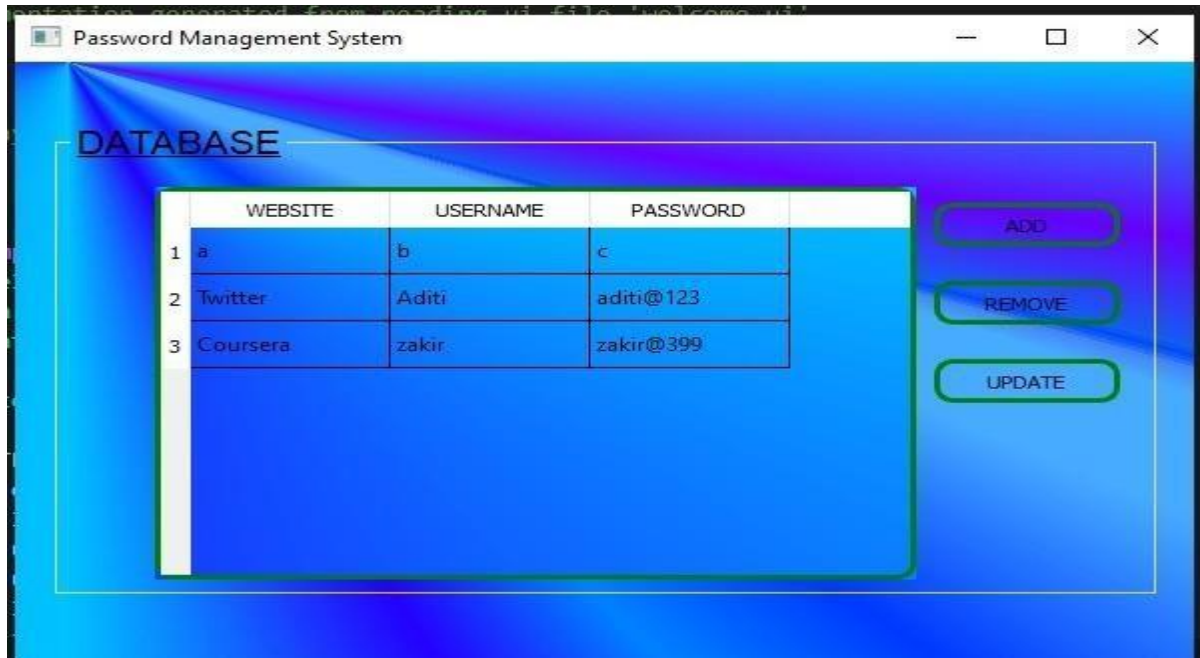 entation generated from reading ui file 'welcome.ui'
Password Management System
DATABASE
WEBSITE USERNAME PASSWORD
1 a b c
2 Twitter Aditi aditi@123
3 Coursera zakir zakir@399
ADD
REMOVE
UPDATE